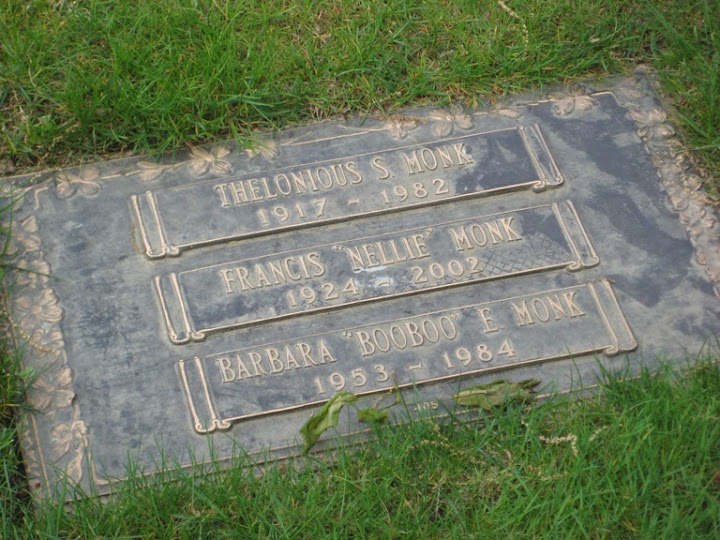 THELONIOUS S. MONK
1917 ~ 1982
FRANCIS "NELLIE" MONK
1924 ~ 2002
BARBARA "BOOBOO" E. MONK
1953 ~ 1984